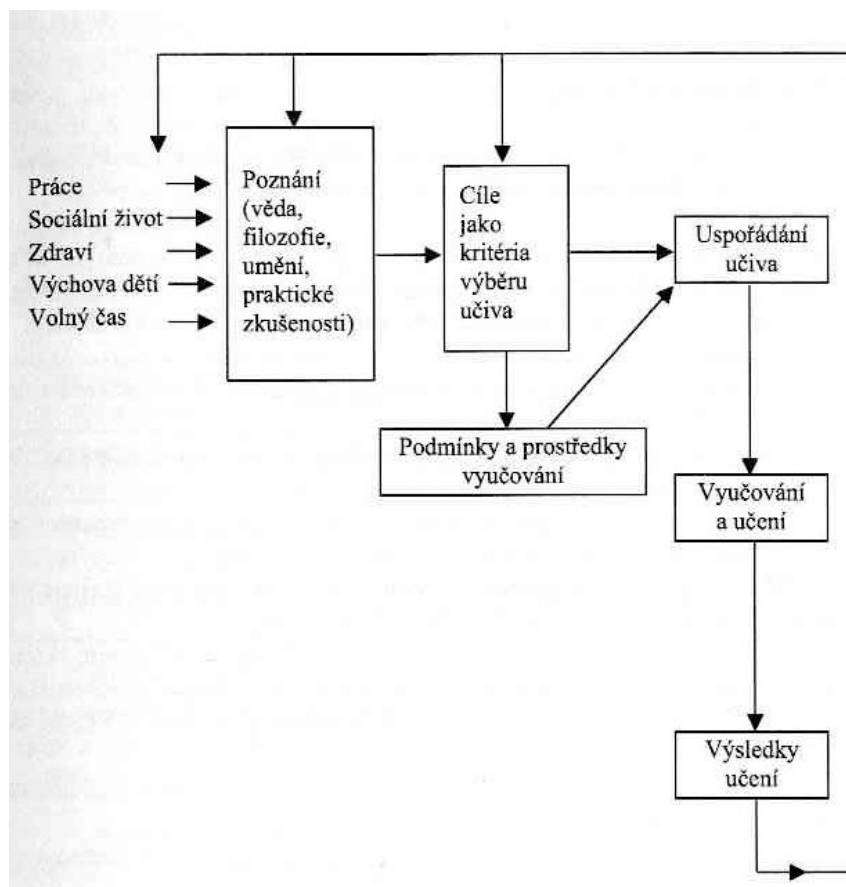 Práce
Sociální život
Zdraví
Výchova dětí
Volný čas
Poznání
(věda,
filozofie,
umění,
praktické
zkušenosti)
Cíle
jako
kritéria
výběru
učiva
Uspořádání
učiva
Podmínky a prostředky
vyučování
Vyučování
a učení
Výsledky
učení